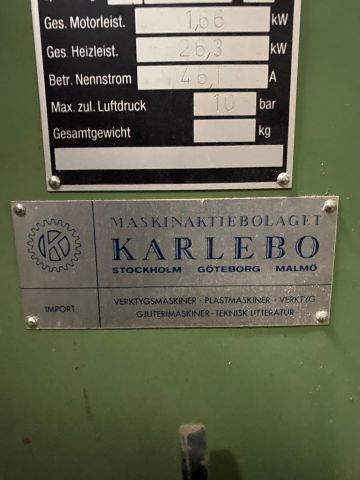 Ges. Motorleist. 1,66 kW
Ges. Heizleist. 26,3 kW
Betr. Nennstrom 46,1 A
Max. zul. Luftdruck 10 bar
Gesamtgewicht kg
MASKINAKTIEBOLAGET
KARLEBO
STOCKHOLM GÖTEBORG MALMÖ
IMPORT
VERKTYGSMASKINER · PLASTMASKINER · VERKTYG
GJUTERIMASKINER · TEKNISK LITTERATUR